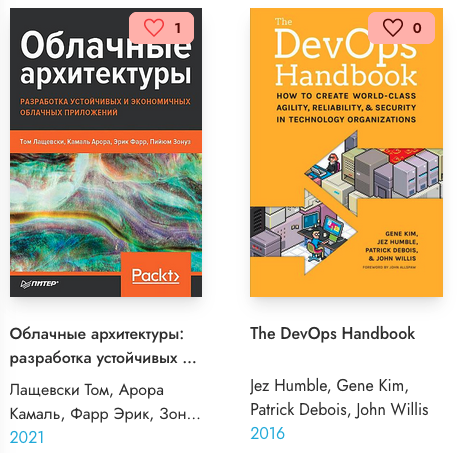 Облачные
архитектуры
РАЗРАБОТКА УСТОЙЧИВЫХ И ЭКОНОМИЧНЫХ
ОБЛАЧНЫХ ПРИЛОЖЕНИЙ
Том Лащевски, Камаль Арора, Эрик Фарр, Пийюм Зонуз
Packt>
ПИТЕР®
1
Облачные архитектуры:
разработка устойчивых ...
Лащевски Том, Арора
Камаль, Фарр Эрик, Зон...
2021
The
DevOps
Handbook
HOW TO CREATE WORLD-CLASS
AGILITY, RELIABILITY, & SECURITY
IN TECHNOLOGY ORGANIZATIONS
GENE KIM,
JEZ HUMBLE,
PATRICK DEBOIS,
& JOHN WILLIS
FOREWORD BY JOHN ALLSPAW
0
The DevOps Handbook
Jez Humble, Gene Kim,
Patrick Debois, John Willis
2016